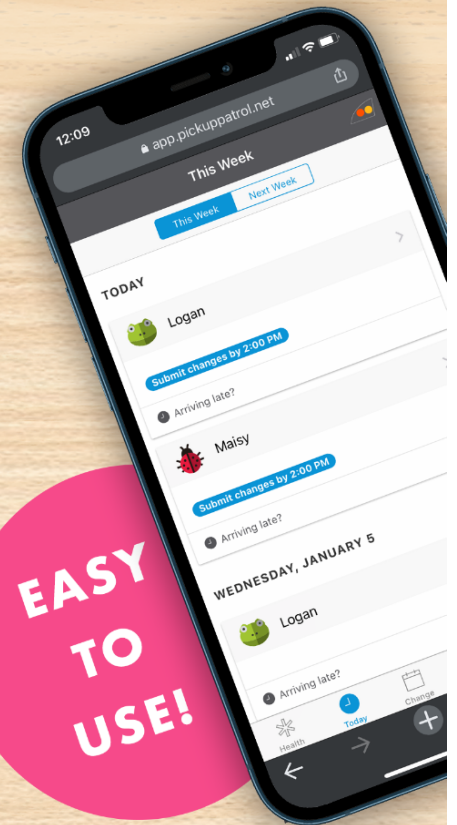 12:09
app.pickuppatrol.net
This Week
This Week
Next Week
TODAY
Logan
Submit changes by 2:00 PM
Arriving late?
Maisy
Submit changes by 2:00 PM
Arriving late?
WEDNESDAY, JANUARY 5
Logan
Arriving late?
Health
Today
Change
EASY
TO
USE!